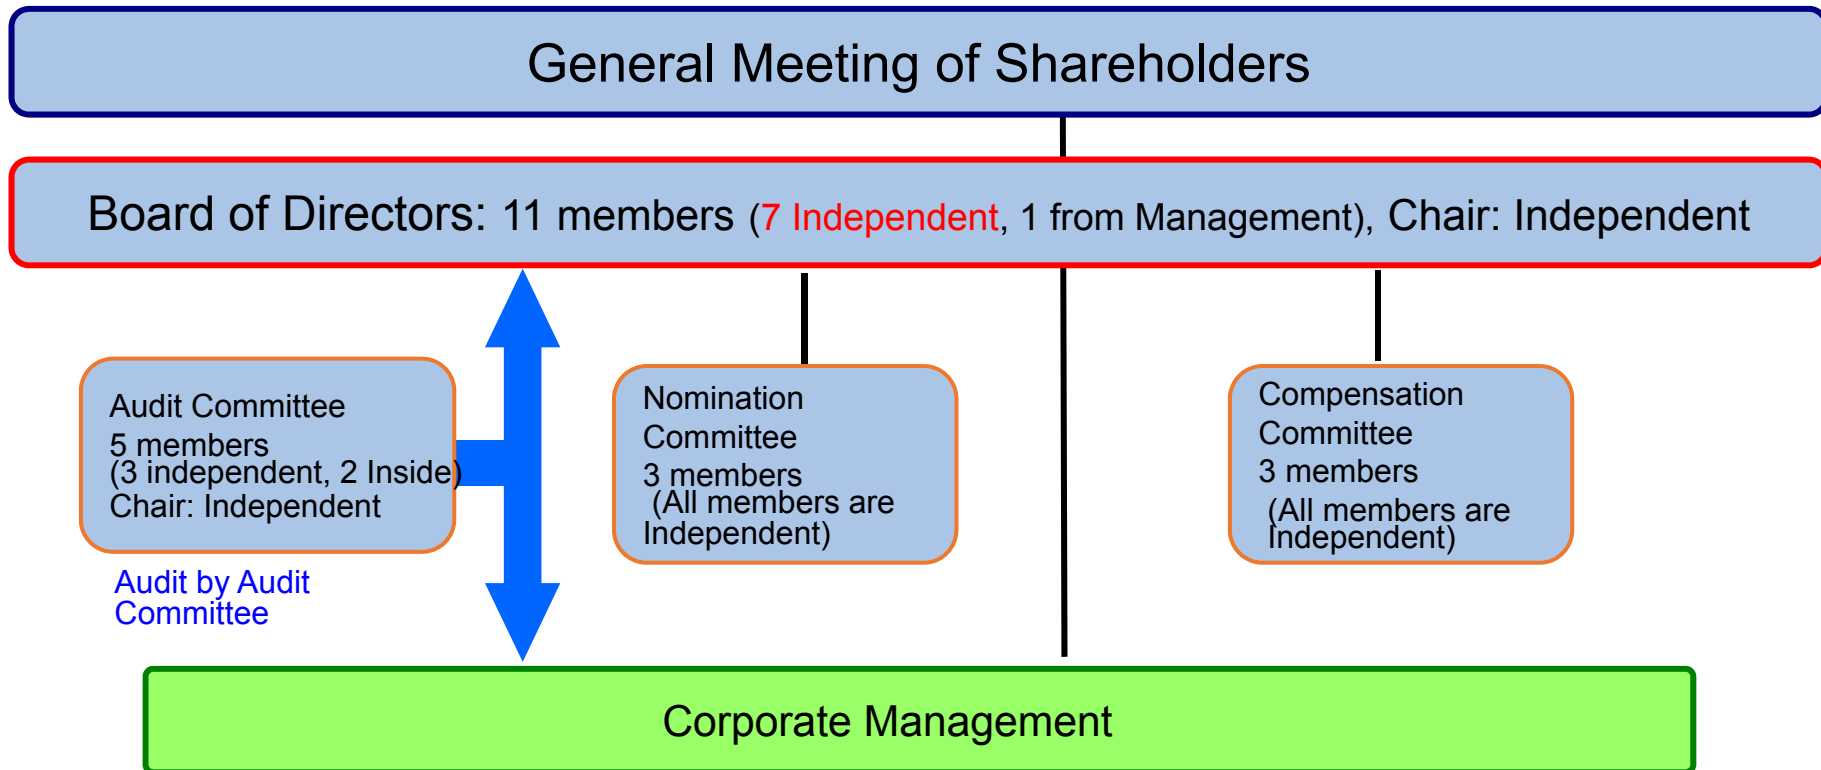 General Meeting of Shareholders
Board of Directors: 11 members (7 Independent, 1 from Management), Chair: Independent
Audit Committee
5 members
(3 independent, 2 Inside)
Chair: Independent
Nomination
Committee
3 members
(All members are
Independent)
Compensation
Committee
3 members
(All members are
Independent)
Audit by Audit
Committee
Corporate Management